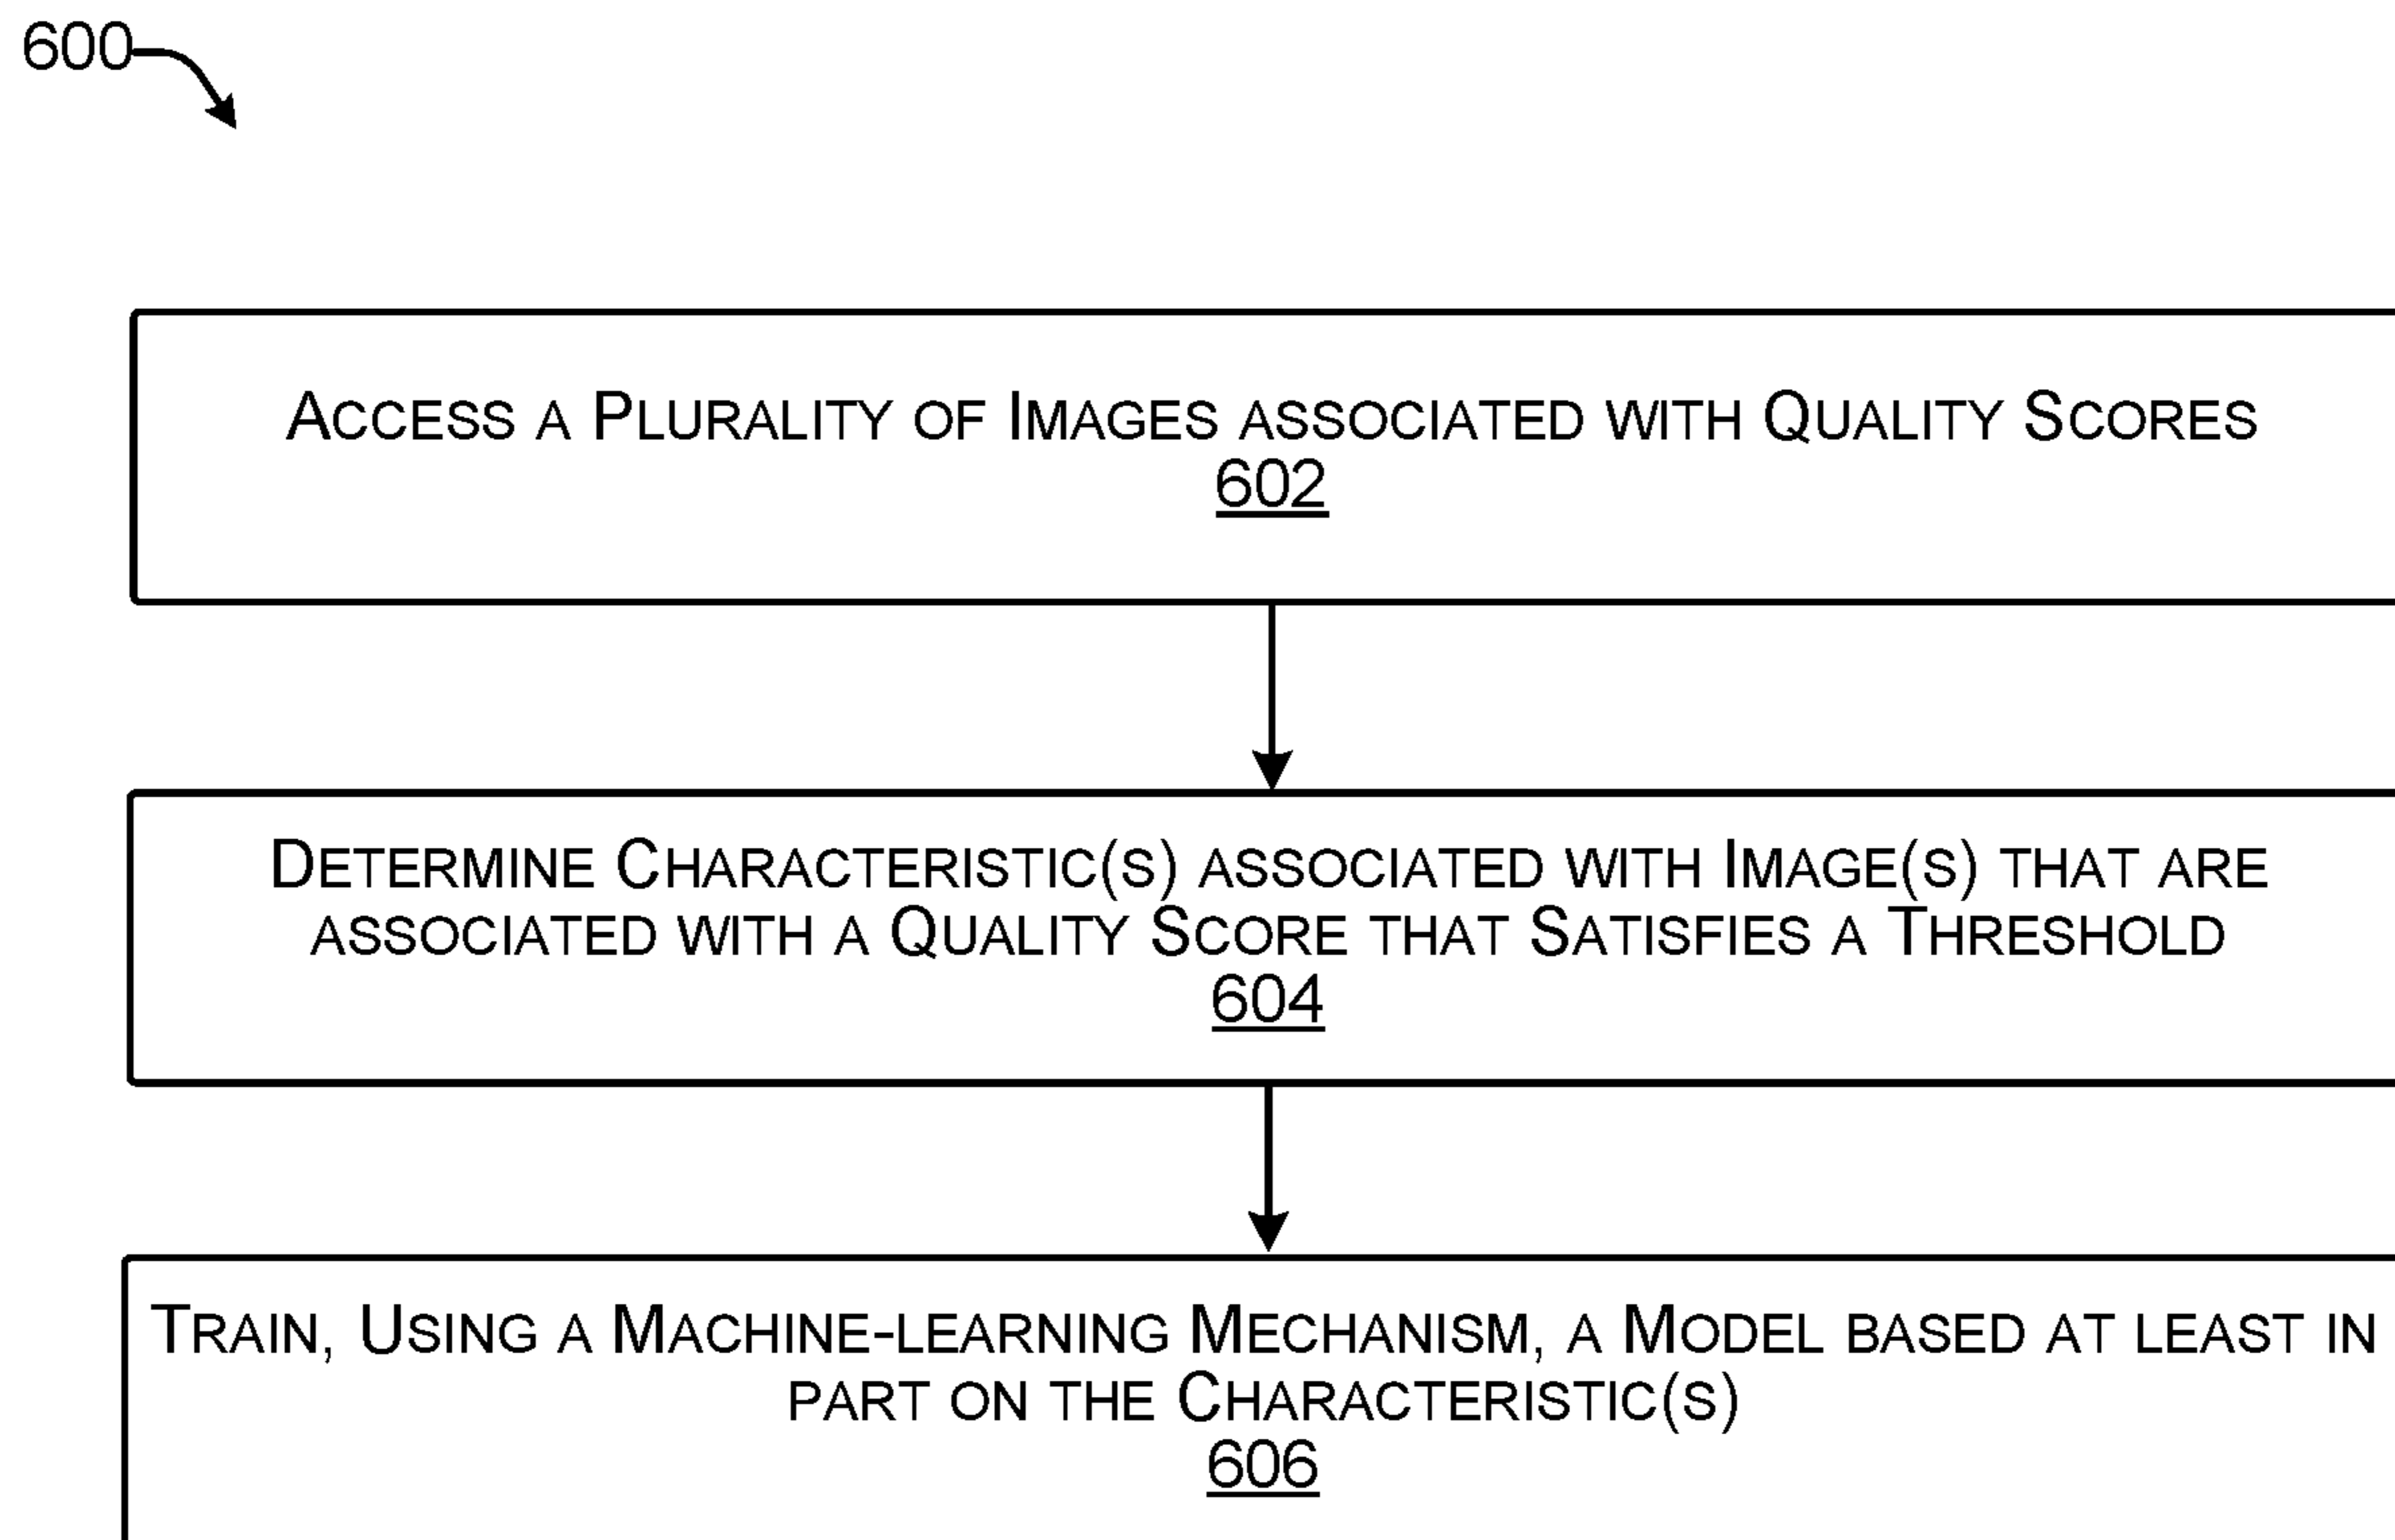 600
Access a Plurality of Images associated with Quality Scores
602
Determine Characteristic(s) associated with Image(s) that are
associated with a Quality Score that Satisfies a Threshold
604
Train, Using a Machine-learning Mechanism, a Model based at least in
part on the Characteristic(s)
606